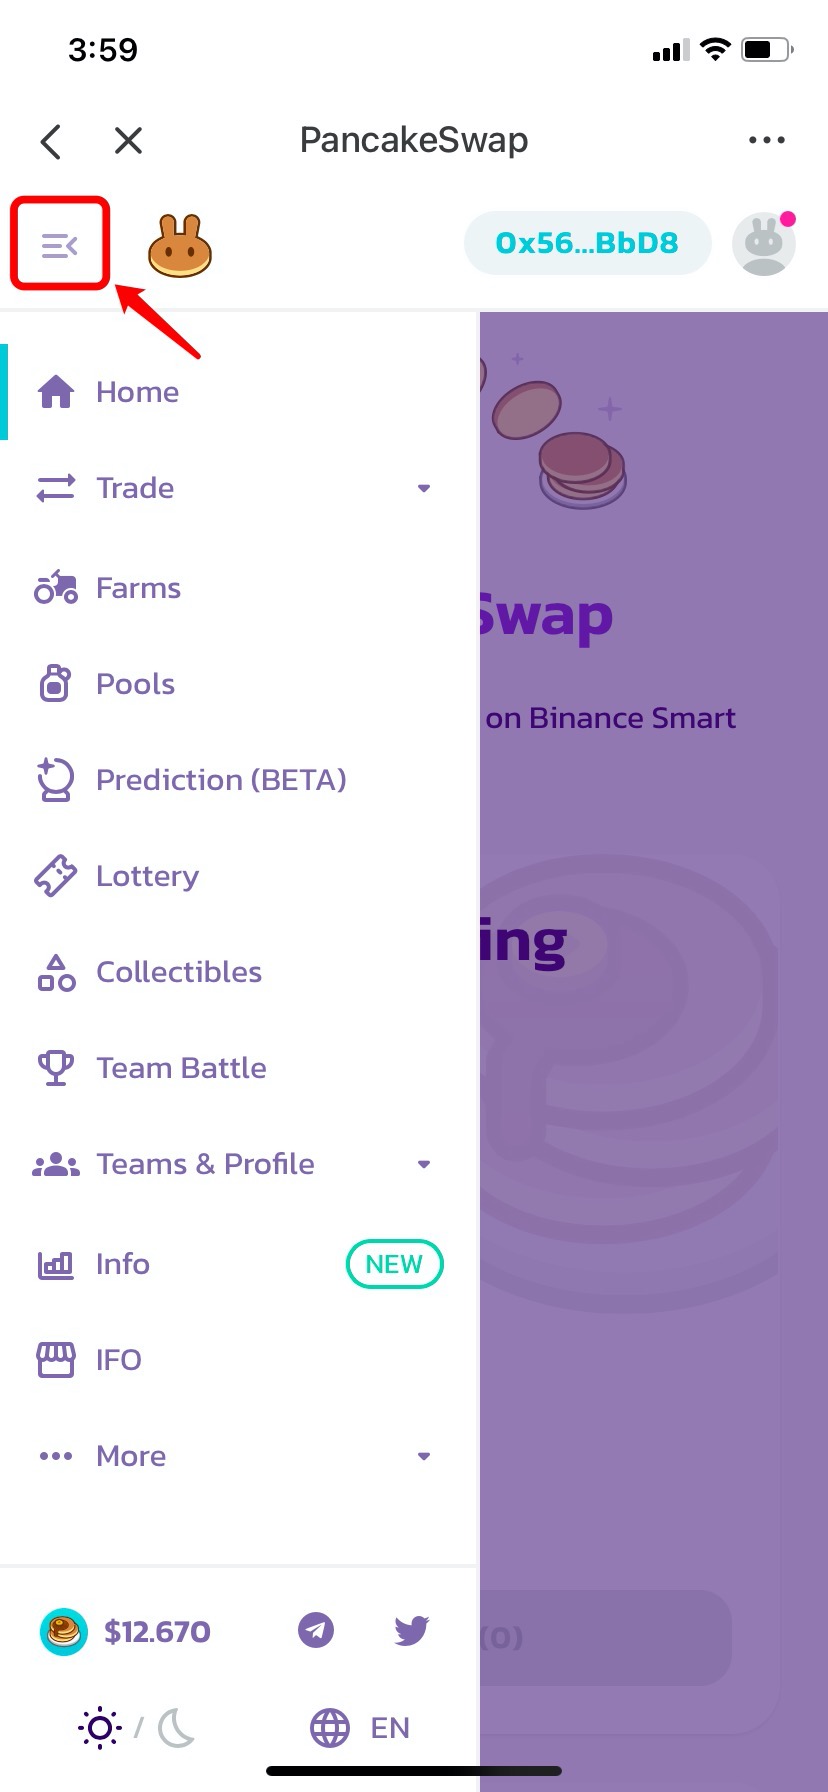 3:59
PancakeSwap
0x56...BbD8
Home
Trade
Farms
Swap
Pools
on Binance Smart
Prediction (BETA)
Lottery
ing
Collectibles
Team Battle
Teams & Profile
Info
NEW
IFO
More
$12.670
(0)
/
EN